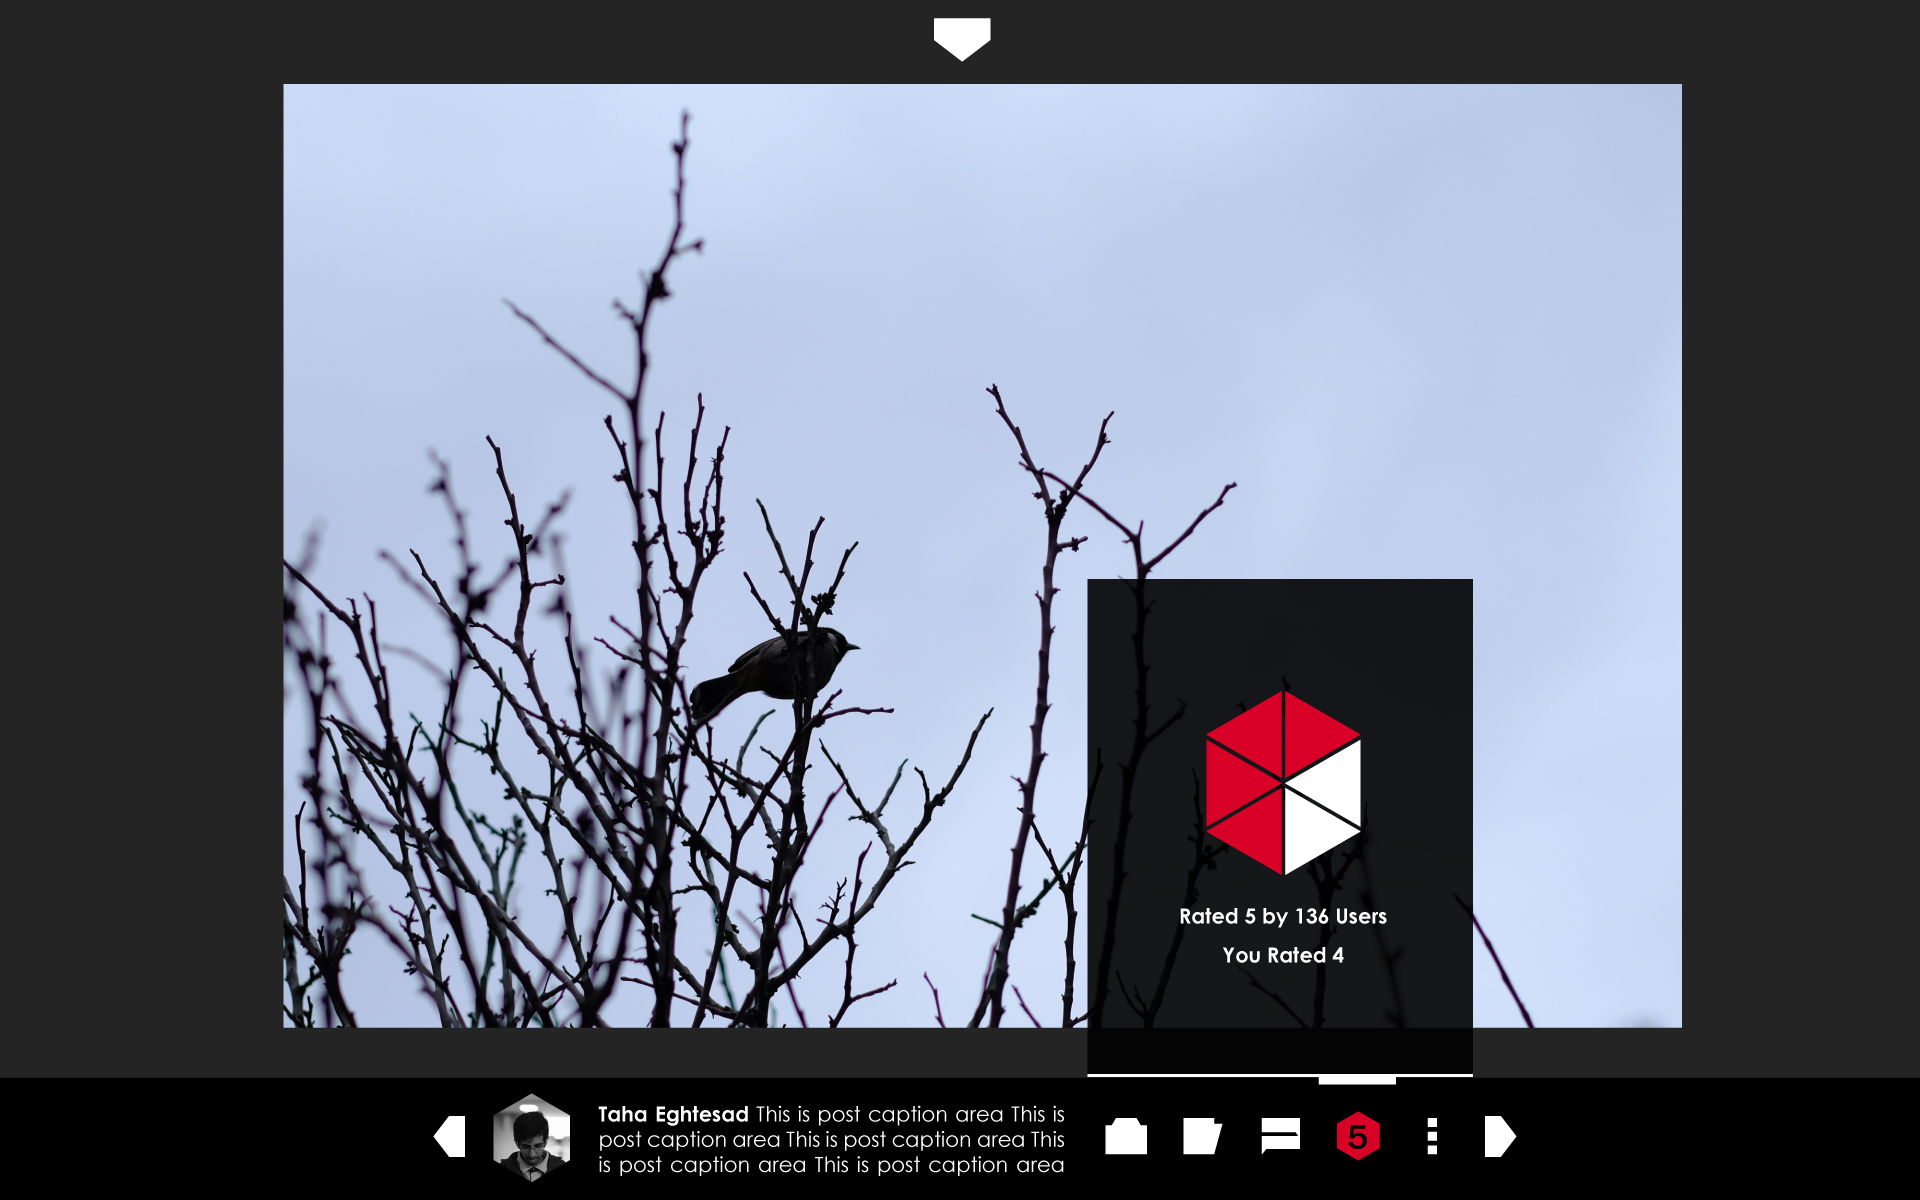 Rated 5 by 136 Users
You Rated 4
Taha Eghtesad This is post caption area This is
post caption area This is post caption area This
is post caption area This is post caption area
5